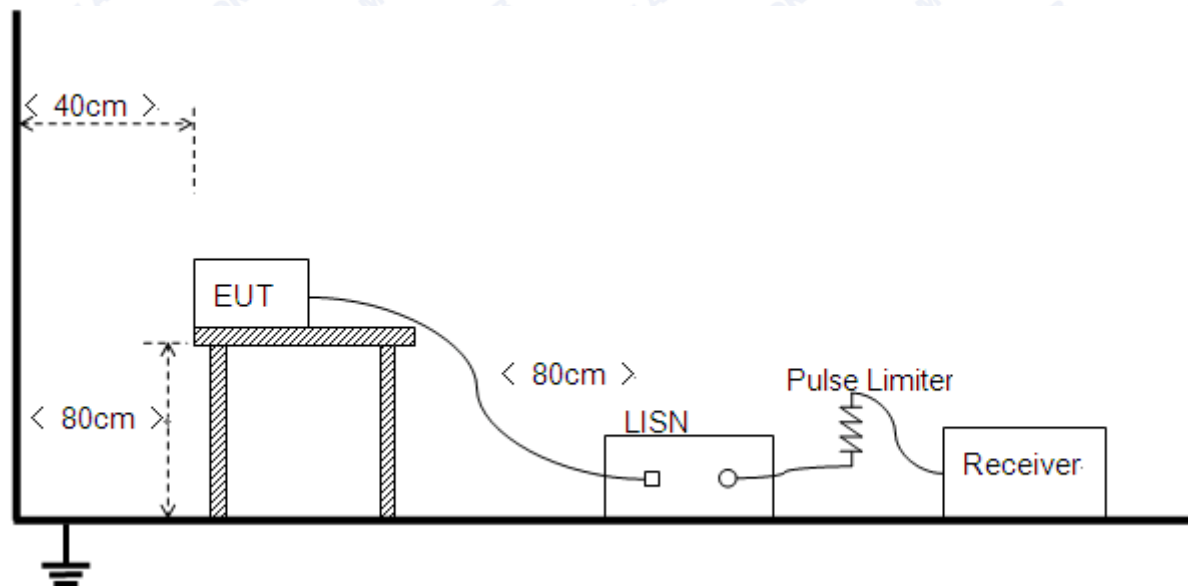 < 40cm >
EUT
< 80cm >
Pulse Limiter
< 80cm >
LISN
Receiver